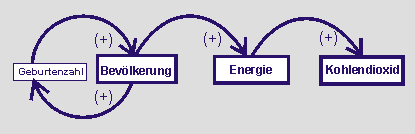 (+)
(+)
(+)
Geburtenzahl
Bevölkerung
Energie
Kohlendioxid
(+)